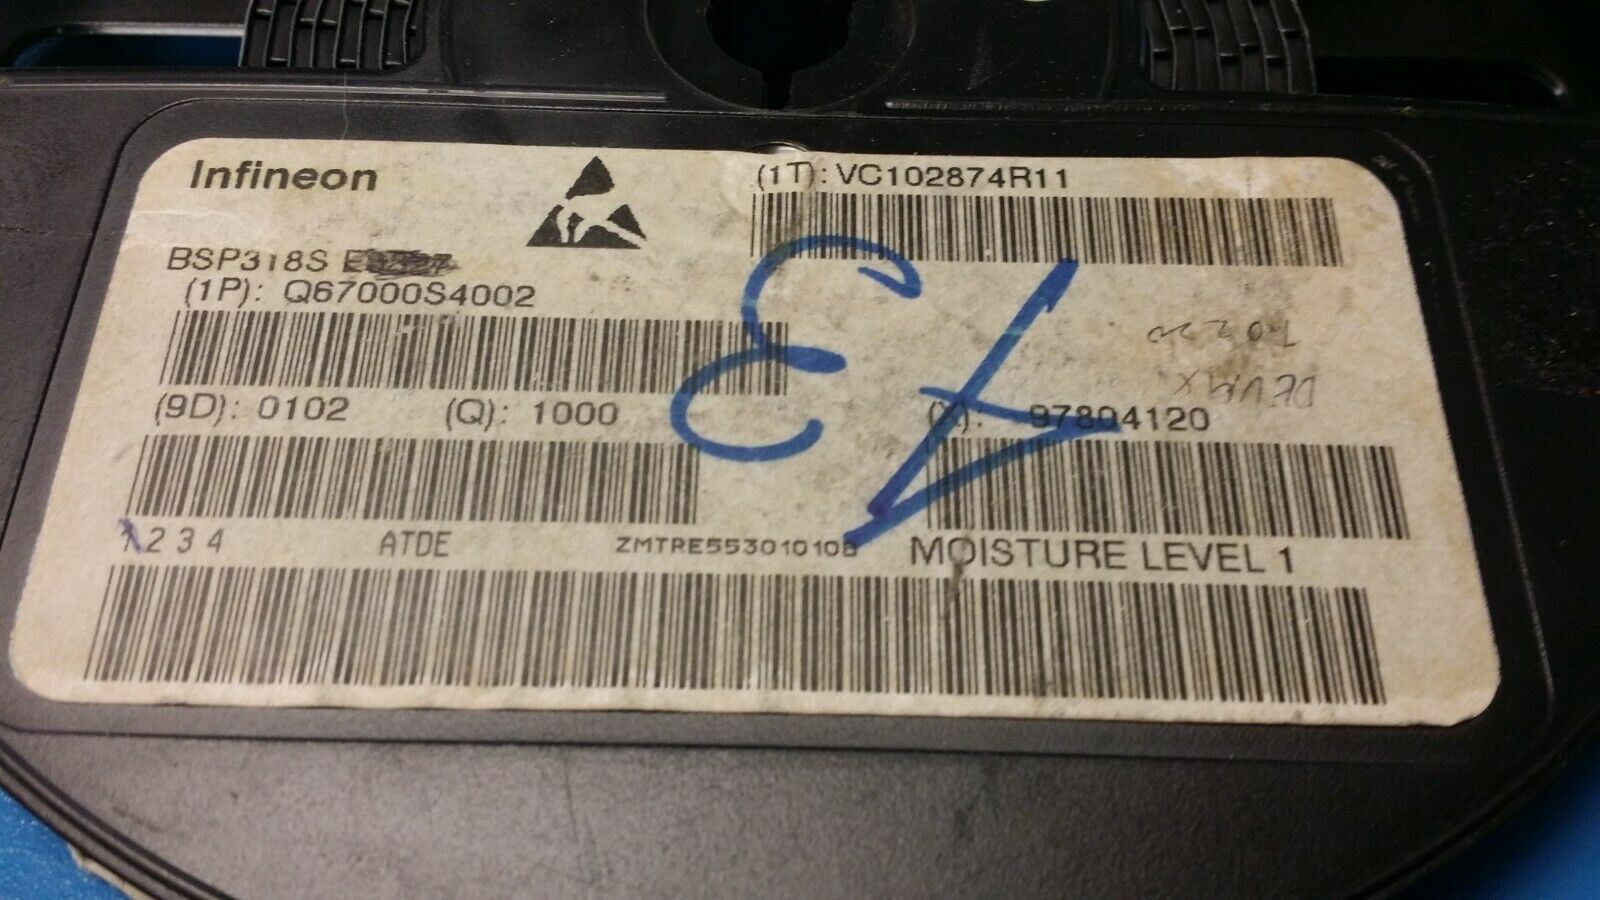 Infineon
(1T): VC102874R11
BSP318S
(1P): Q67000S4002
(9D): 0102 (Q): 1000 (X): 97804120
1234 ATDE ZMTRE553010108 MOISTURE LEVEL 1